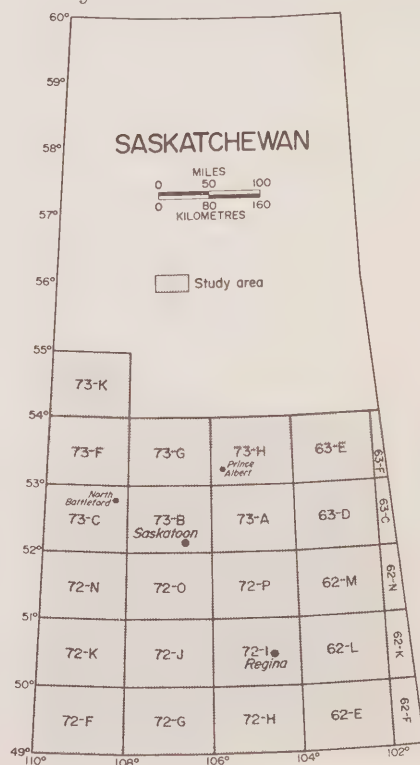 60°
59°
SASKATCHEWAN
58°
MILES
0 50 100
0 80 160
KILOMETRES
57°
56°
Study area
55°
73-K
54°
73-F 73-G 73-H 63-E 63-F
Prince
Albert
53°
North
Battleford
73-C 73-B 73-A 63-D 63-C
Saskatoon
52°
72-N 72-O 72-P 62-M 62-N
51°
72-K 72-J 72-I 62-L 62-K
Regina
50°
72-F 72-G 72-H 62-E 62-F
49°
110° 108° 106° 104° 102°